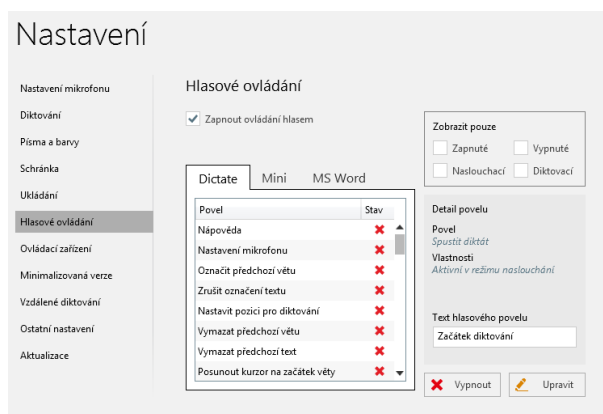 Nastavení
Nastavení mikrofonu
Diktování
Písma a barvy
Schránka
Ukládání
Hlasové ovládání
Ovládací zařízení
Minimalizovaná verze
Vzdálené diktování
Ostatní nastavení
Aktualizace
Hlasové ovládání
Zapnout ovládání hlasem
Dictate Mini MS Word
Povel Stav
Nápověda
Nastavení mikrofonu
Označit předchozí větu
Zrušit označení textu
Nastavit pozici pro diktování
Vymazat předchozí větu
Vymazat předchozí text
Posunout kurzor na začátek věty
Zobrazit pouze
Zapnuté Vypnuté
Naslouchací Diktovací
Detail povelu
Povel
Spustit diktát
Vlastnosti
Aktivní v režimu naslouchání
Text hlasového povelu
Začátek diktování
Vypnout Upravit